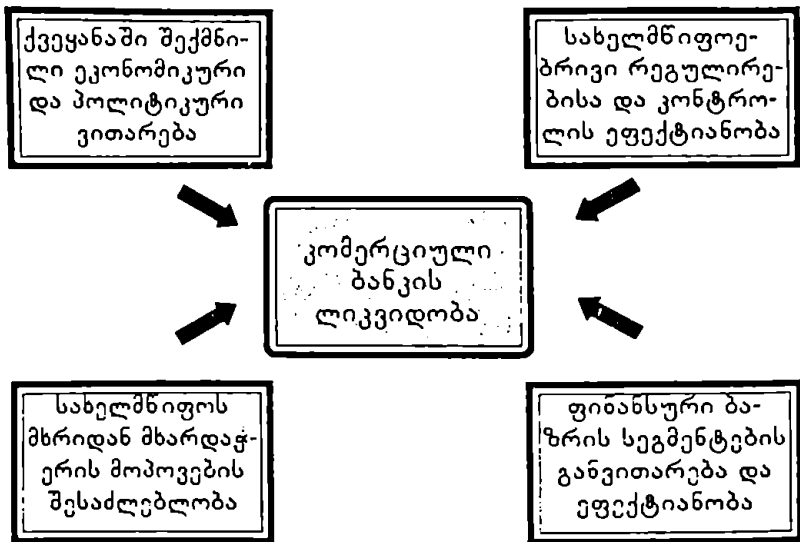 ქვეყანაში შექმნი-
ლი ეკონომიკური
და პოლიტიკური
ვითარება
სახელმწიფოე-
ბრივი რეგულირე-
ბისა და კონტრო-
ლის ეფექტიანობა
კომერციული
ბანკის
ლიკვიდობა
სახელმწიფოს
მხრიდან მხარდაჭ-
ერის მოპოვების
შესაძლებლობა
ფინანსური ბა-
ზრის სეგმენტების
განვითარება და
ეფექტიანობა